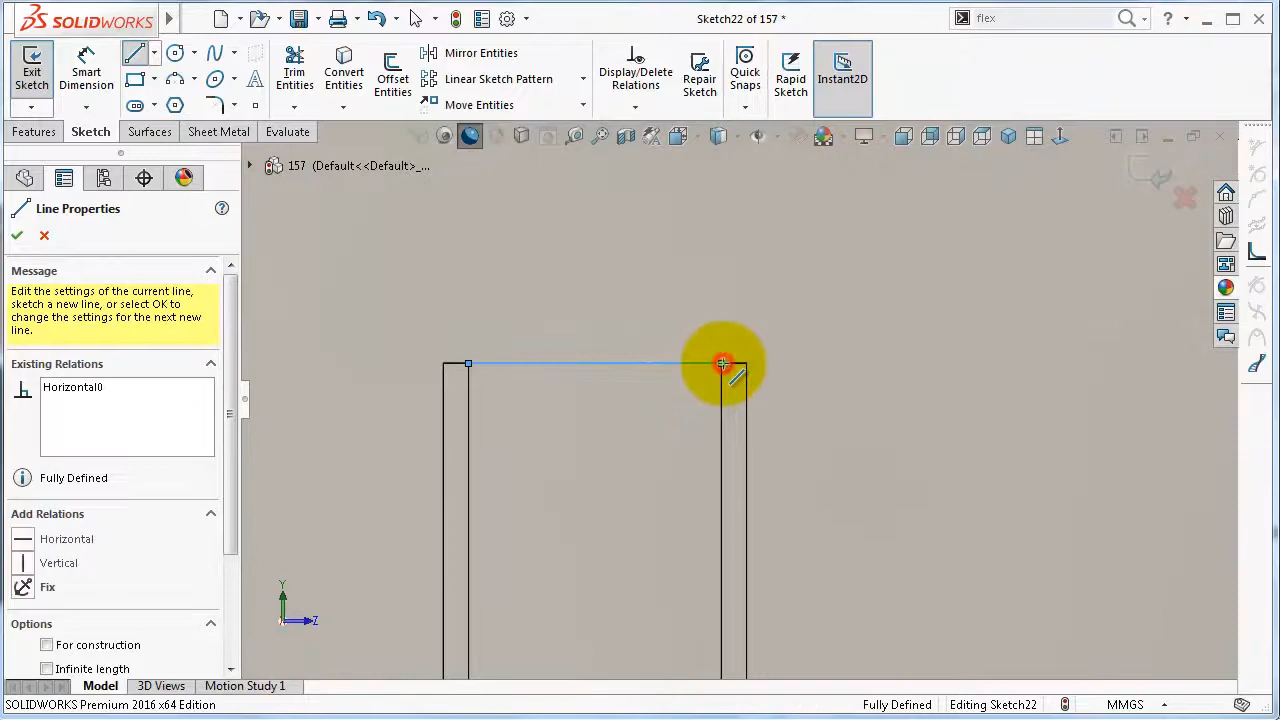 SOLIDWORKS
Sketch22 of 157 *
flex
Exit Sketch
Smart Dimension
Trim Entities
Convert Entities
Offset Entities
Mirror Entities
Linear Sketch Pattern
Move Entities
Display/Delete Relations
Repair Sketch
Quick Snaps
Rapid Sketch
Instant2D
Features
Sketch
Surfaces
Sheet Metal
Evaluate
157 (Default<<Default>_...
Line Properties
Message
Edit the settings of the current line,
sketch a new line, or select OK to
change the settings for the next new
line.
Existing Relations
Horizontal0
Fully Defined
Add Relations
Horizontal
Vertical
Fix
Options
For construction
Infinite length
Y
Z
Model
3D Views
Motion Study 1
SOLIDWORKS Premium 2016 x64 Edition
Fully Defined
Editing Sketch22
MMGS